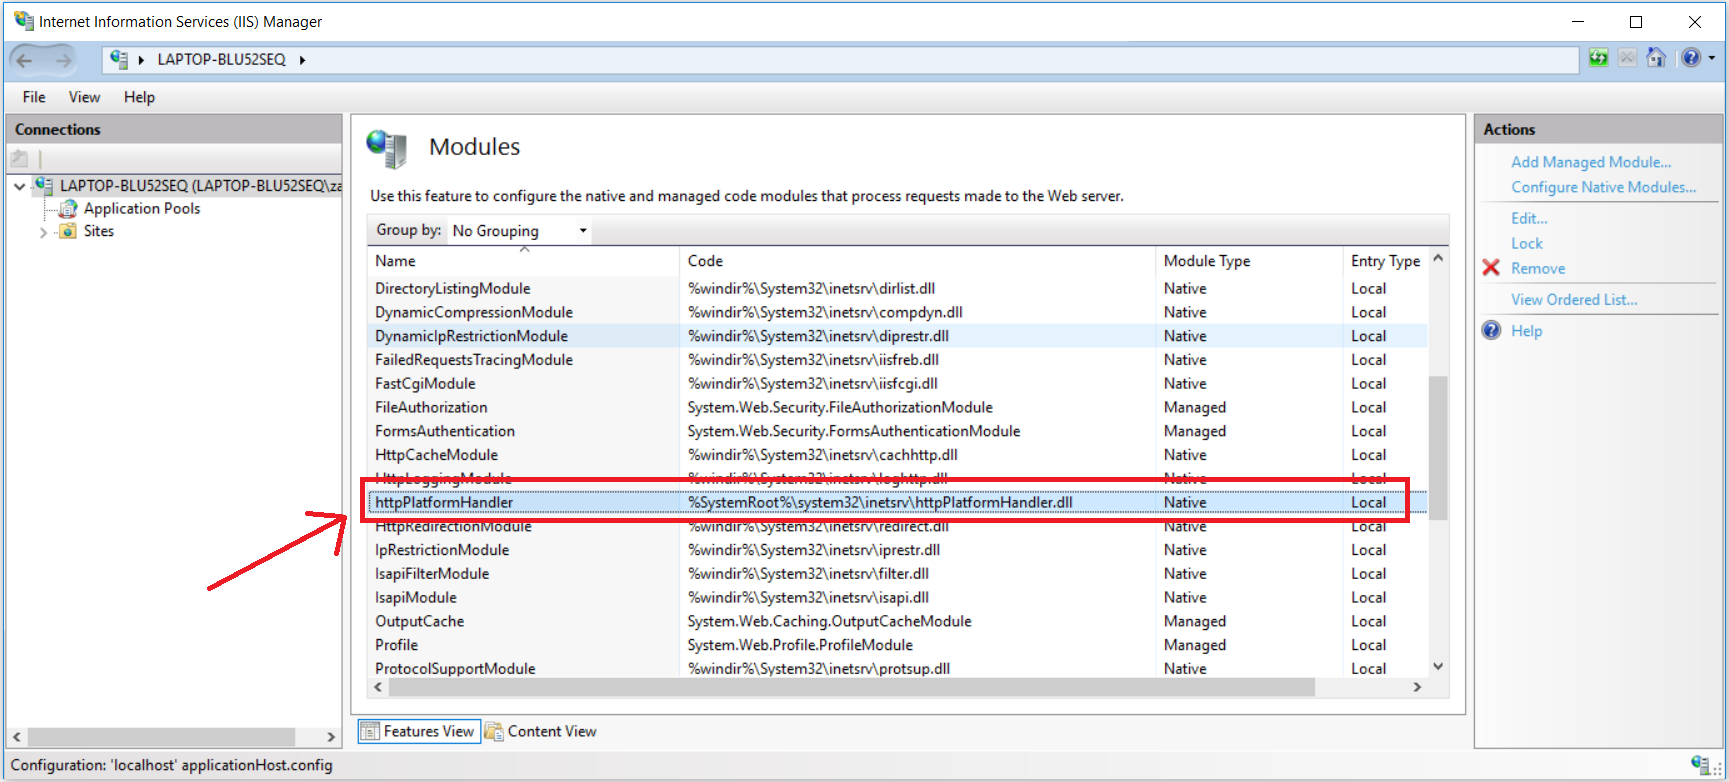 Internet Information Services (IIS) Manager
LAPTOP-BLU52SEQ
File View Help
Connections
LAPTOP-BLU52SEQ (LAPTOP-BLU52SEQ\za
Application Pools
Sites
Modules
Use this feature to configure the native and managed code modules that process requests made to the Web server.
Group by: No Grouping
Name Code Module Type Entry Type
DirectoryListingModule %windir%\System32\inetsrv\dirlist.dll Native Local
DynamicCompressionModule %windir%\System32\inetsrv\compdyn.dll Native Local
DynamicIpRestrictionModule %windir%\System32\inetsrv\diprestr.dll Native Local
FailedRequestsTracingModule %windir%\System32\inetsrv\iisfreb.dll Native Local
FastCgiModule %windir%\System32\inetsrv\iisfcgi.dll Native Local
FileAuthorization System.Web.Security.FileAuthorizationModule Managed Local
FormsAuthentication System.Web.Security.FormsAuthenticationModule Managed Local
HttpCacheModule %windir%\System32\inetsrv\cachhttp.dll Native Local
HttpLoggingModule %windir%\System32\inetsrv\loghttp.dll Native Local
httpPlatformHandler %SystemRoot%\system32\inetsrv\httpPlatformHandler.dll Native Local
HttpRedirectionModule %windir%\System32\inetsrv\redirect.dll Native Local
IpRestrictionModule %windir%\System32\inetsrv\iprestr.dll Native Local
IsapiFilterModule %windir%\System32\inetsrv\filter.dll Native Local
IsapiModule %windir%\System32\inetsrv\isapi.dll Native Local
OutputCache System.Web.Caching.OutputCacheModule Managed Local
Profile System.Web.Profile.ProfileModule Managed Local
ProtocolSupportModule %windir%\System32\inetsrv\protsup.dll Native Local
Features View Content View
Actions
Add Managed Module...
Configure Native Modules...
Edit...
Lock
Remove
View Ordered List...
Help
Configuration: 'localhost' applicationHost.config